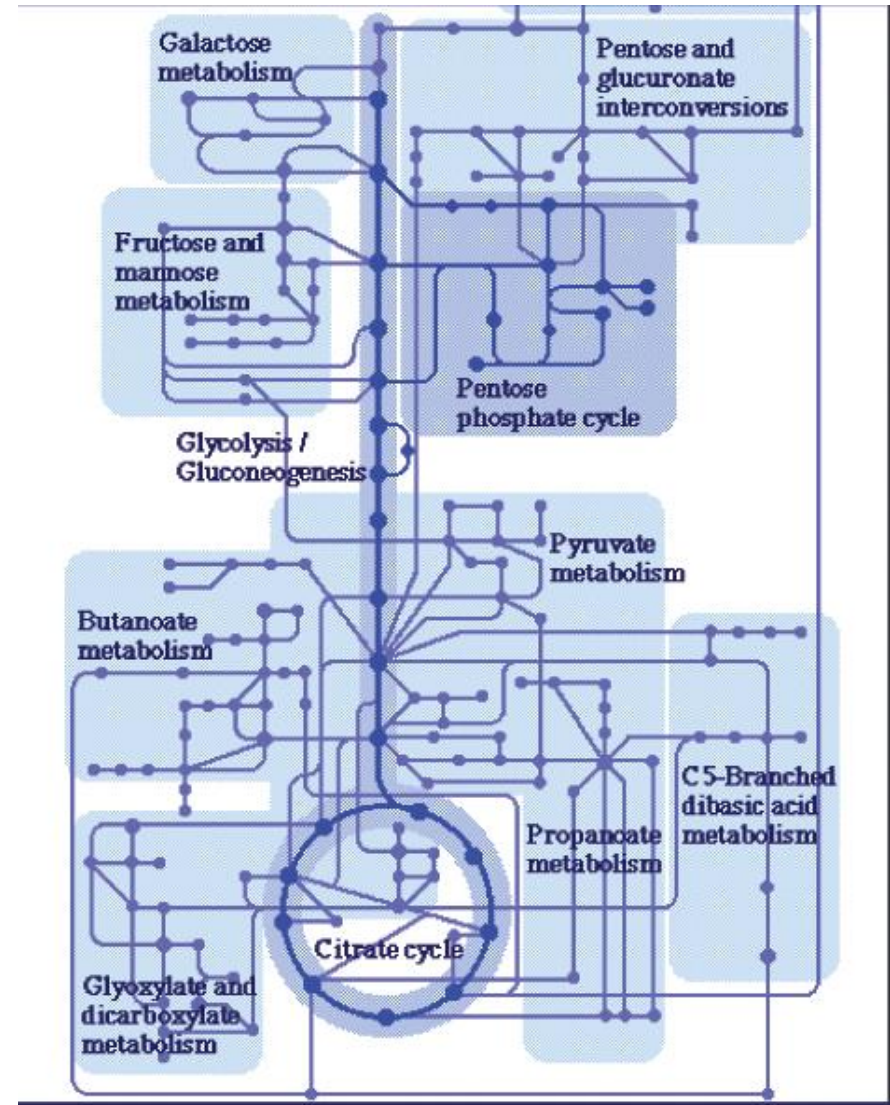 Galactose
metabolism
Pentose and
glucuronate
interconversions
Fructose and
mannose
metabolism
Pentose
phosphate cycle
Glycolysis /
Gluconeogenesis
Pyruvate
metabolism
Butanoate
metabolism
C5-Branched
dibasic acid
metabolism
Propanoate
metabolism
Citrate cycle
Glyoxylate and
dicarboxylate
metabolism